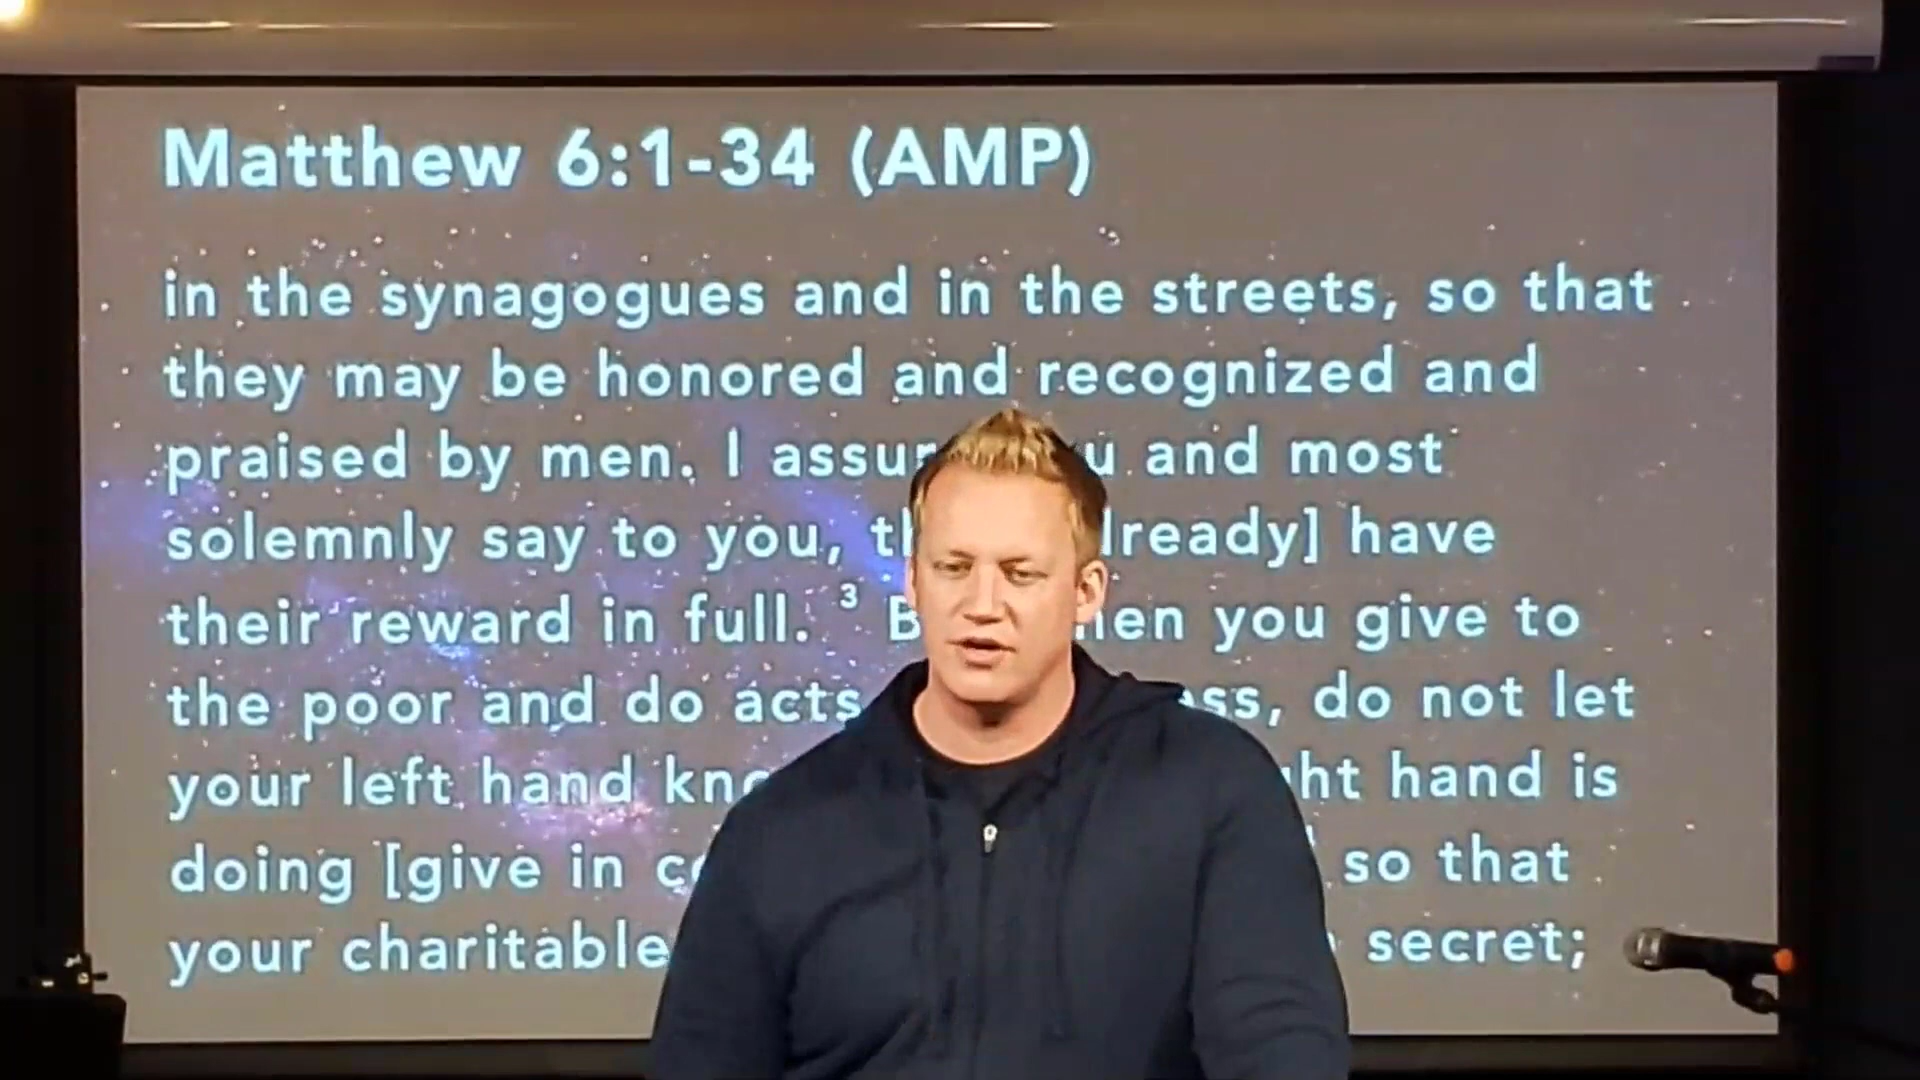 Matthew 6:1-34 (AMP)
in the synagogues and in the streets, so that
they may be honored and recognized and
praised by men. I and most
solemnly say to you, have
their reward in full. 3 you give to
the poor and do acts do not let
your left hand hand is
doing [give in so that
your charitable secret;